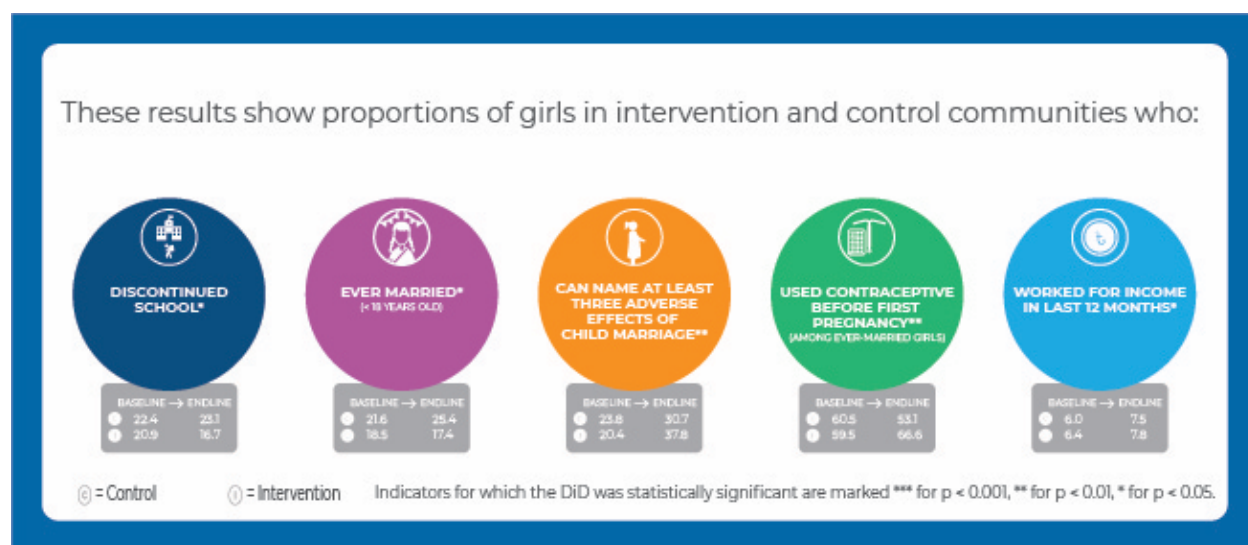 These results show proportions of girls in intervention and control communities who:
DISCONTINUED
SCHOOL*
BASELINE → ENDLINE
C 22.4 23.1
I 20.9 16.7
EVER MARRIED*
(< 18 YEARS OLD)
BASELINE → ENDLINE
21.6 25.4
18.5 17.4
CAN NAME AT LEAST
THREE ADVERSE
EFFECTS OF
CHILD MARRIAGE**
BASELINE → ENDLINE
C 23.8 30.7
I 20.4 37.8
USED CONTRACEPTIVE
BEFORE FIRST
PREGNANCY**
(AMONG EVER-MARRIED GIRLS)
BASELINE → ENDLINE
C 60.5 53.1
I 59.5 66.6
WORKED FOR INCOME
IN LAST 12 MONTHS*
BASELINE → ENDLINE
6.0 7.5
6.4 7.8
C = Control
I = Intervention
Indicators for which the DiD was statistically significant are marked *** for p < 0.001, ** for p < 0.01, * for p < 0.05.